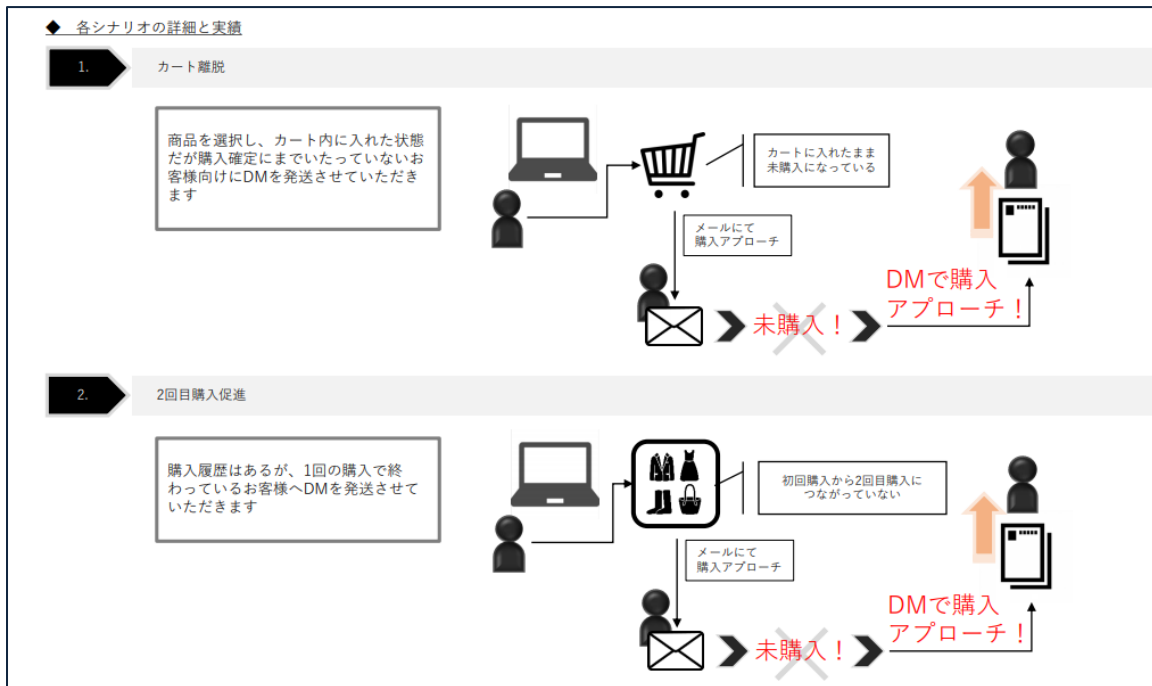 ◆ 各シナリオの詳細と実績
1.
カート離脱
商品を選択し、カート内に入れた状態
だが購入確定にまでいたっていないお
客様向けにDMを発送させていただき
ます
カートに入れたまま
未購入になっている
メールにて
購入アプローチ
DMで購入
アプローチ！
未購入！
2.
2回目購入促進
購入履歴はあるが、1回の購入で終
わっているお客様へDMを発送させて
いただきます
初回購入から2回目購入に
つながっていない
メールにて
購入アプローチ
DMで購入
アプローチ！
未購入！